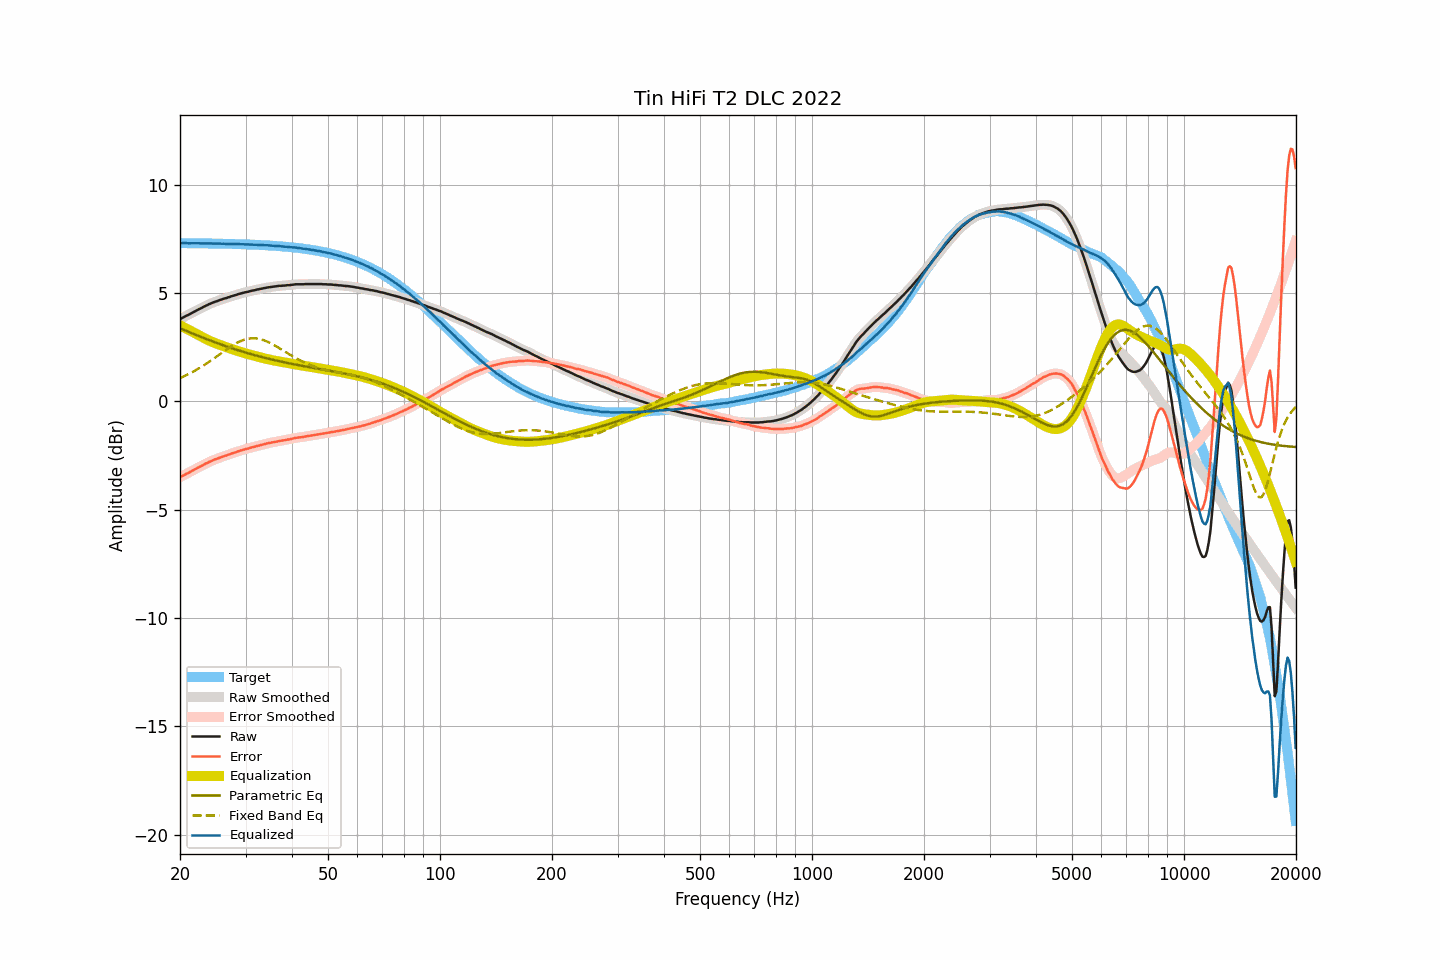 Tin HiFi T2 DLC 2022
10
5
0
−5
−10
−15
−20
Amplitude (dBr)
Target
Raw Smoothed
Error Smoothed
Raw
Error
Equalization
Parametric Eq
Fixed Band Eq
Equalized
20 50 100 200 500 1000 2000 5000 10000 20000
Frequency (Hz)